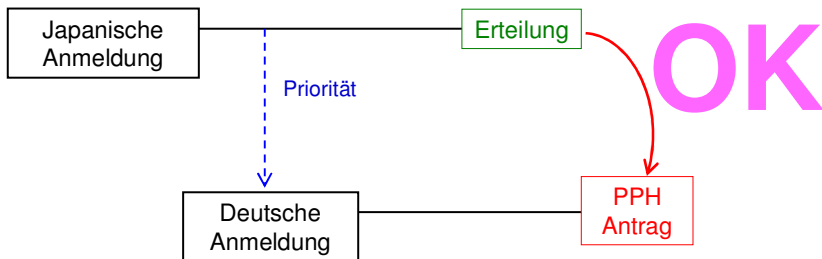 Japanische
Anmeldung
Erteilung
OK
Priorität
Deutsche
Anmeldung
PPH
Antrag